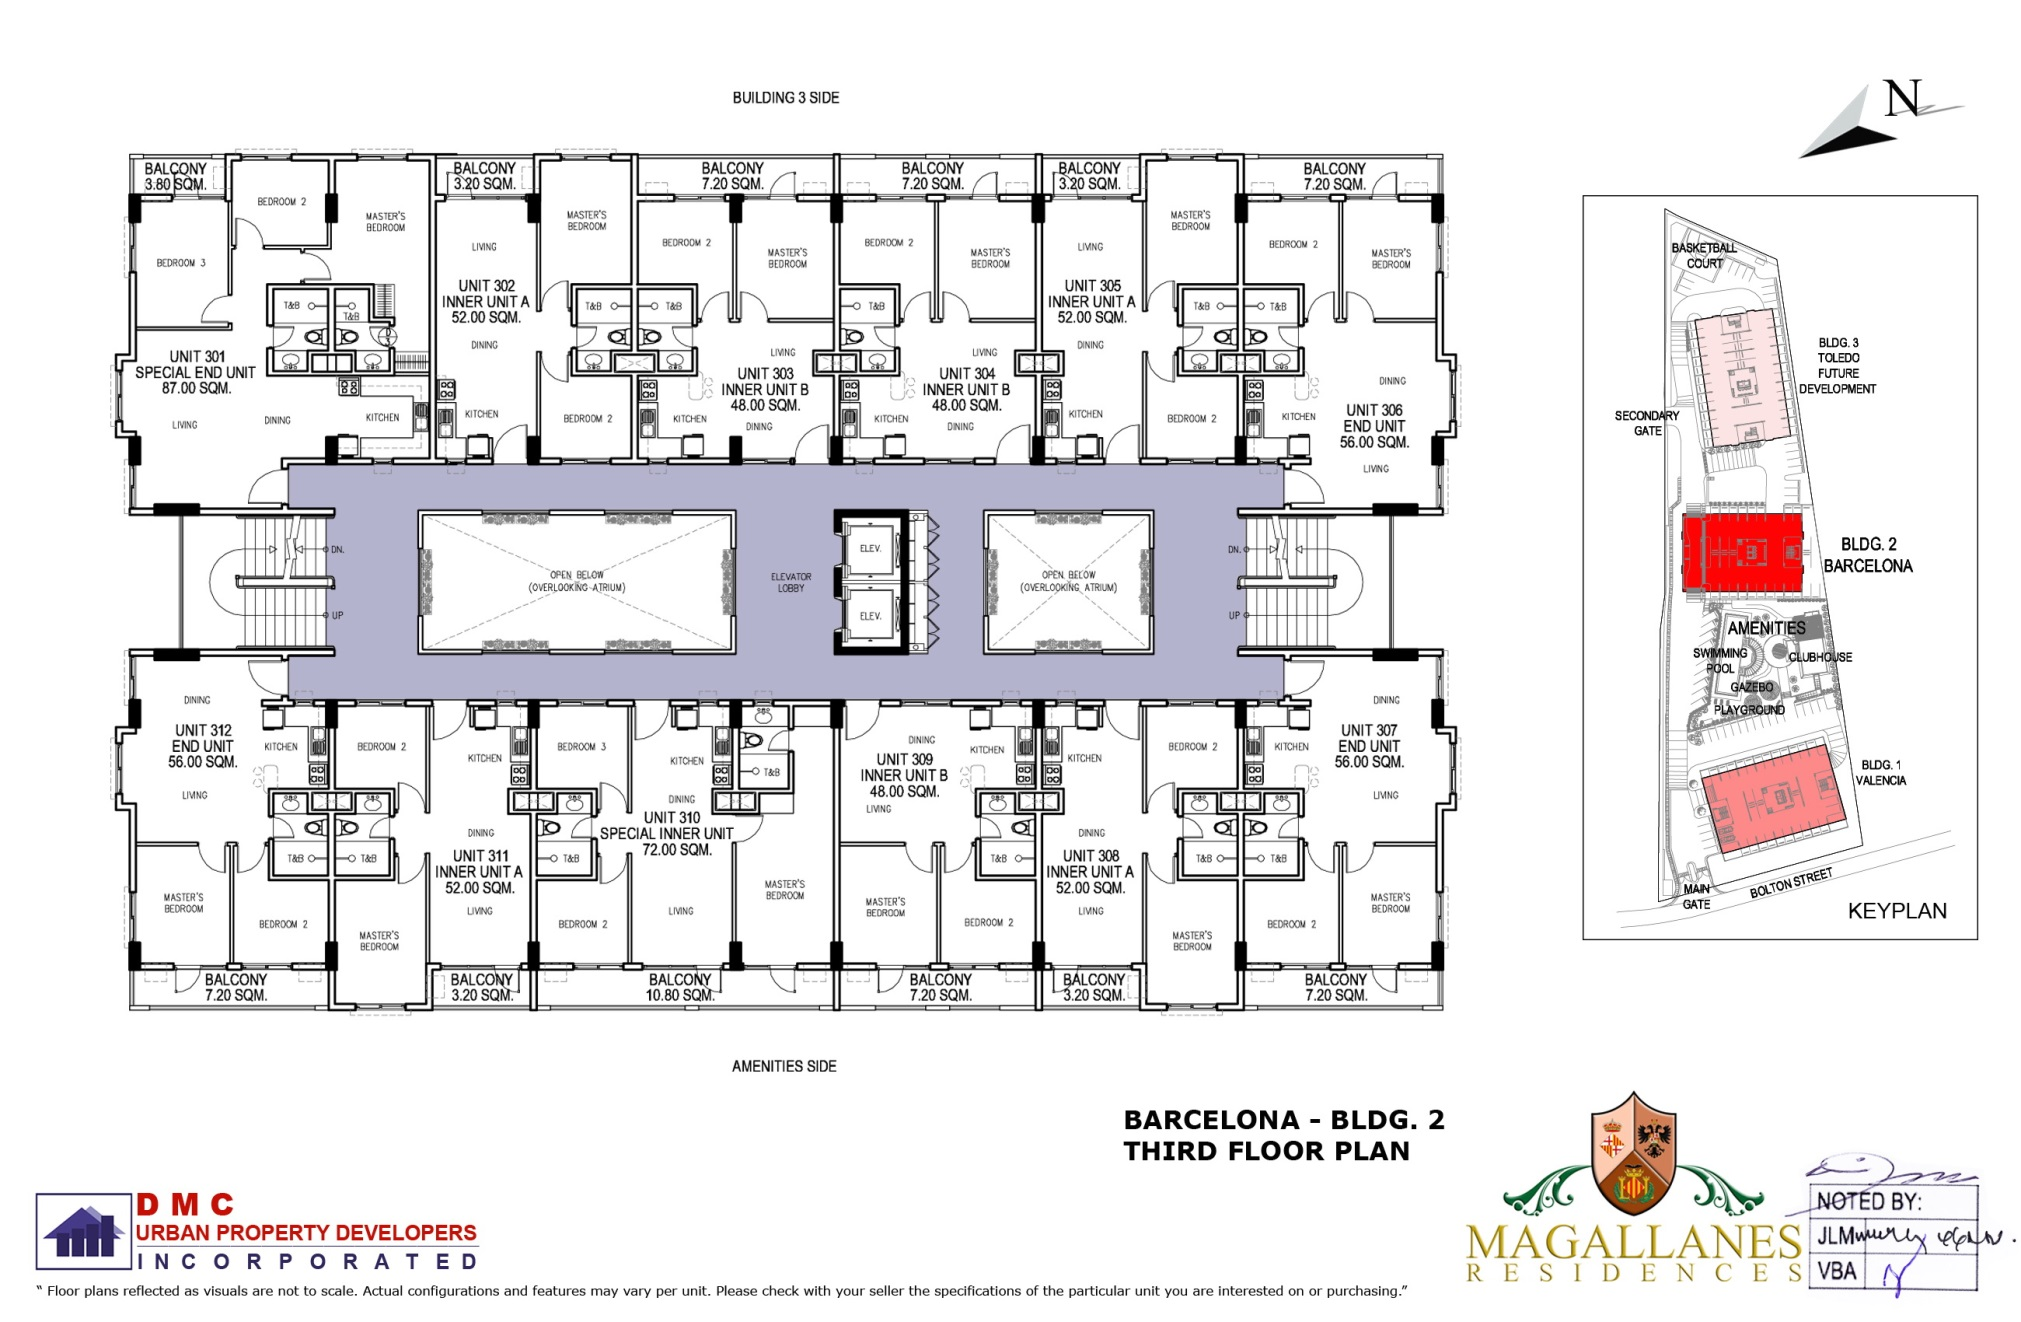 BUILDING 3 SIDE
N
BALCONY
3.80 SQM.
BEDROOM 2
MASTER'S
BEDROOM
BEDROOM 3
T&B
T&B
UNIT 301
SPECIAL END UNIT
87.00 SQM.
LIVING
DINING
KITCHEN
BALCONY
3.20 SQM.
LIVING
MASTER'S
BEDROOM
UNIT 302
INNER UNIT A
52.00 SQM.
T&B
DINING
KITCHEN
BEDROOM 2
BALCONY
7.20 SQM.
BEDROOM 2
MASTER'S
BEDROOM
T&B
LIVING
UNIT 303
INNER UNIT B
48.00 SQM.
KITCHEN
DINING
BALCONY
7.20 SQM.
BEDROOM 2
MASTER'S
BEDROOM
T&B
LIVING
UNIT 304
INNER UNIT B
48.00 SQM.
KITCHEN
DINING
BALCONY
3.20 SQM.
LIVING
MASTER'S
BEDROOM
UNIT 305
INNER UNIT A
52.00 SQM.
T&B
DINING
KITCHEN
BEDROOM 2
BALCONY
7.20 SQM.
BEDROOM 2
MASTER'S
BEDROOM
T&B
DINING
KITCHEN
UNIT 306
END UNIT
56.00 SQM.
LIVING
DN.
UP
OPEN BELOW
(OVERLOOKING ATRIUM)
ELEVATOR
LOBBY
ELEV.
ELEV.
OPEN BELOW
(OVERLOOKING ATRIUM)
DN.
UP
DINING
UNIT 312
END UNIT
56.00 SQM.
KITCHEN
LIVING
T&B
MASTER'S
BEDROOM
BEDROOM 2
BALCONY
7.20 SQM.
BEDROOM 2
KITCHEN
DINING
T&B
UNIT 311
INNER UNIT A
52.00 SQM.
LIVING
MASTER'S
BEDROOM
BALCONY
3.20 SQM.
BEDROOM 3
KITCHEN
T&B
DINING
UNIT 310
SPECIAL INNER UNIT
72.00 SQM.
T&B
MASTER'S
BEDROOM
BEDROOM 2
LIVING
BALCONY
10.80 SQM.
DINING
KITCHEN
UNIT 309
INNER UNIT B
48.00 SQM.
LIVING
T&B
MASTER'S
BEDROOM
BEDROOM 2
BALCONY
7.20 SQM.
BEDROOM 2
KITCHEN
DINING
UNIT 308
INNER UNIT A
52.00 SQM.
T&B
LIVING
MASTER'S
BEDROOM
BALCONY
3.20 SQM.
DINING
UNIT 307
END UNIT
56.00 SQM.
KITCHEN
LIVING
T&B
MASTER'S
BEDROOM
BEDROOM 2
BALCONY
7.20 SQM.
AMENITIES SIDE
BASKETBALL
COURT
BLDG. 3
TOLEDO
FUTURE
DEVELOPMENT
SECONDARY
GATE
BLDG. 2
BARCELONA
AMENITIES
SWIMMING
POOL
CLUBHOUSE
GAZEBO
PLAYGROUND
BLDG. 1
VALENCIA
MAIN
GATE
BOLTON STREET
KEYPLAN
BARCELONA - BLDG. 2
THIRD FLOOR PLAN
DMC
URBAN PROPERTY DEVELOPERS
INCORPORATED
MAGALLANES
RESIDENCES
NOTED BY:
JLM
VBA
“ Floor plans reflected as visuals are not to scale. Actual configurations and features may vary per unit. Please check with your seller the specifications of the particular unit you are interested on or purchasing.”